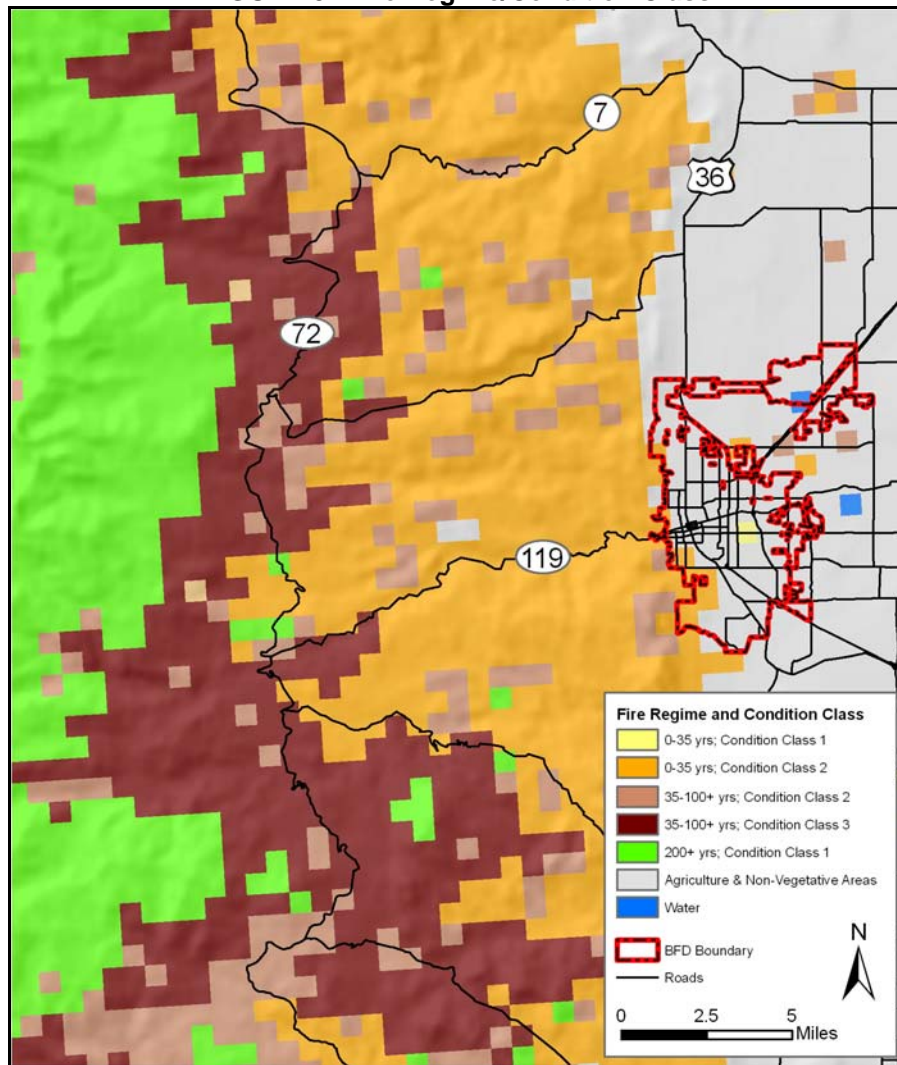 7
36
72
119
Fire Regime and Condition Class
0-35 yrs; Condition Class 1
0-35 yrs; Condition Class 2
35-100+ yrs; Condition Class 2
35-100+ yrs; Condition Class 3
200+ yrs; Condition Class 1
Agriculture & Non-Vegetative Areas
Water
BFD Boundary
Roads
N
0 2.5 5
Miles